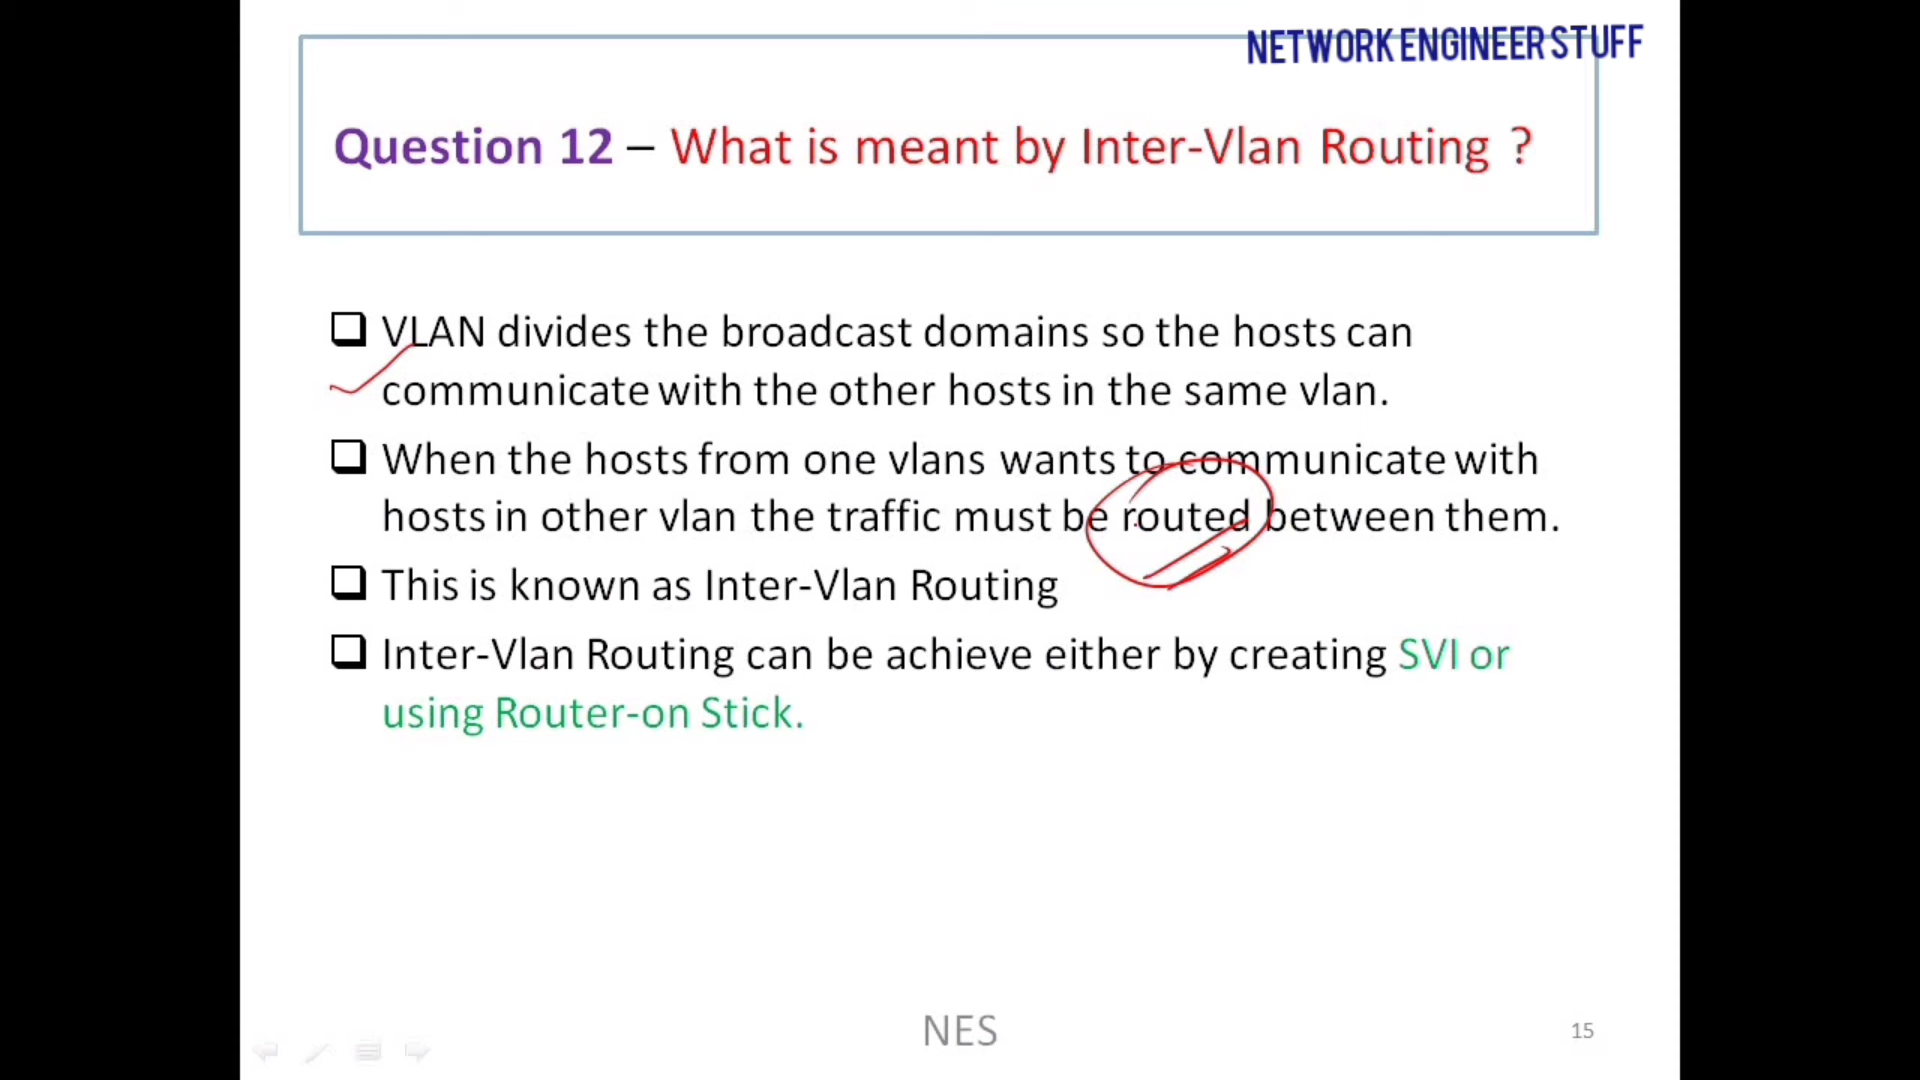 NETWORK ENGINEER STUFF
Question 12 – What is meant by Inter-Vlan Routing ?
VLAN divides the broadcast domains so the hosts can
communicate with the other hosts in the same vlan.
When the hosts from one vlans wants to communicate with
hosts in other vlan the traffic must be routed between them.
This is known as Inter-Vlan Routing
Inter-Vlan Routing can be achieve either by creating SVI or
using Router-on Stick.
NES
15